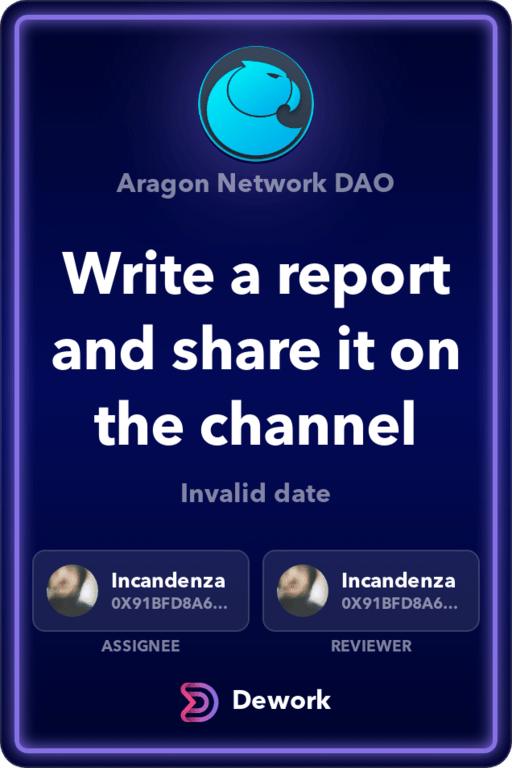 Aragon Network DAO
Write a report
and share it on
the channel
Invalid date
Incandenza
0X91BFD8A6...
ASSIGNEE
Incandenza
0X91BFD8A6...
REVIEWER
Dework